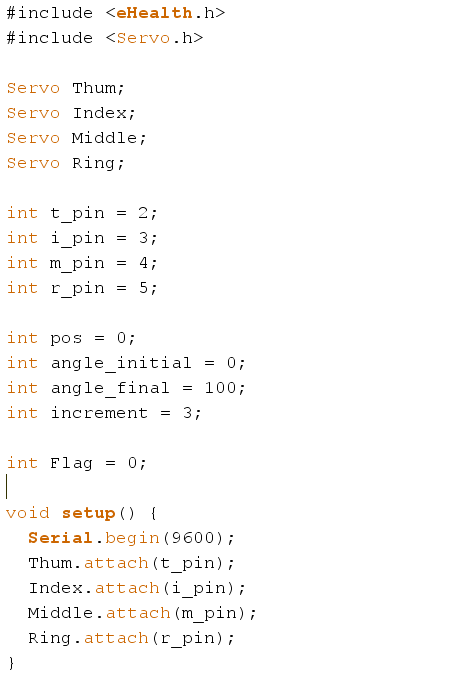 #include <eHealth.h>
#include <Servo.h>
Servo Thum;
Servo Index;
Servo Middle;
Servo Ring;
int t_pin = 2;
int i_pin = 3;
int m_pin = 4;
int r_pin = 5;
int pos = 0;
int angle_initial = 0;
int angle_final = 100;
int increment = 3;
int Flag = 0;
void setup() {
  Serial.begin(9600);
  Thum.attach(t_pin);
  Index.attach(i_pin);
  Middle.attach(m_pin);
  Ring.attach(r_pin);
}